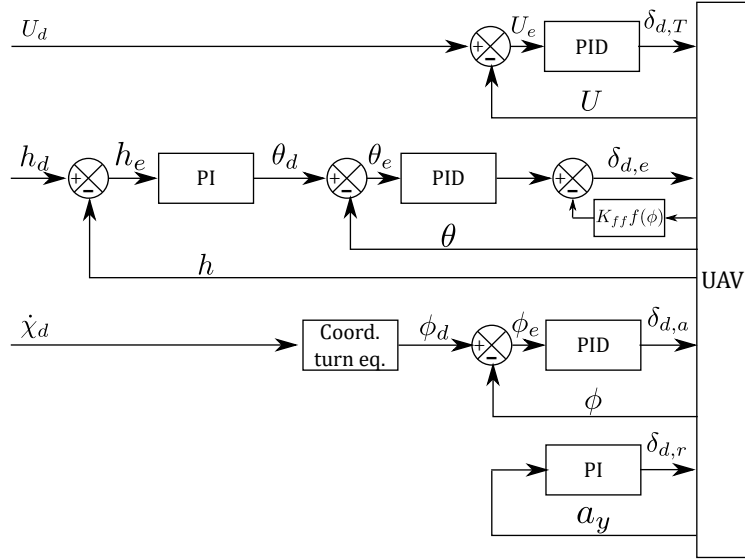 U_d
U_e
PID
δ_{d,T}
U
h_d
h_e
PI
θ_d
θ_e
PID
δ_{d,e}
K_{ff}f(ϕ)
θ
h
UAV
χ̇_d
Coord.
turn eq.
ϕ_d
ϕ_e
PID
δ_{d,a}
ϕ
PI
δ_{d,r}
a_y